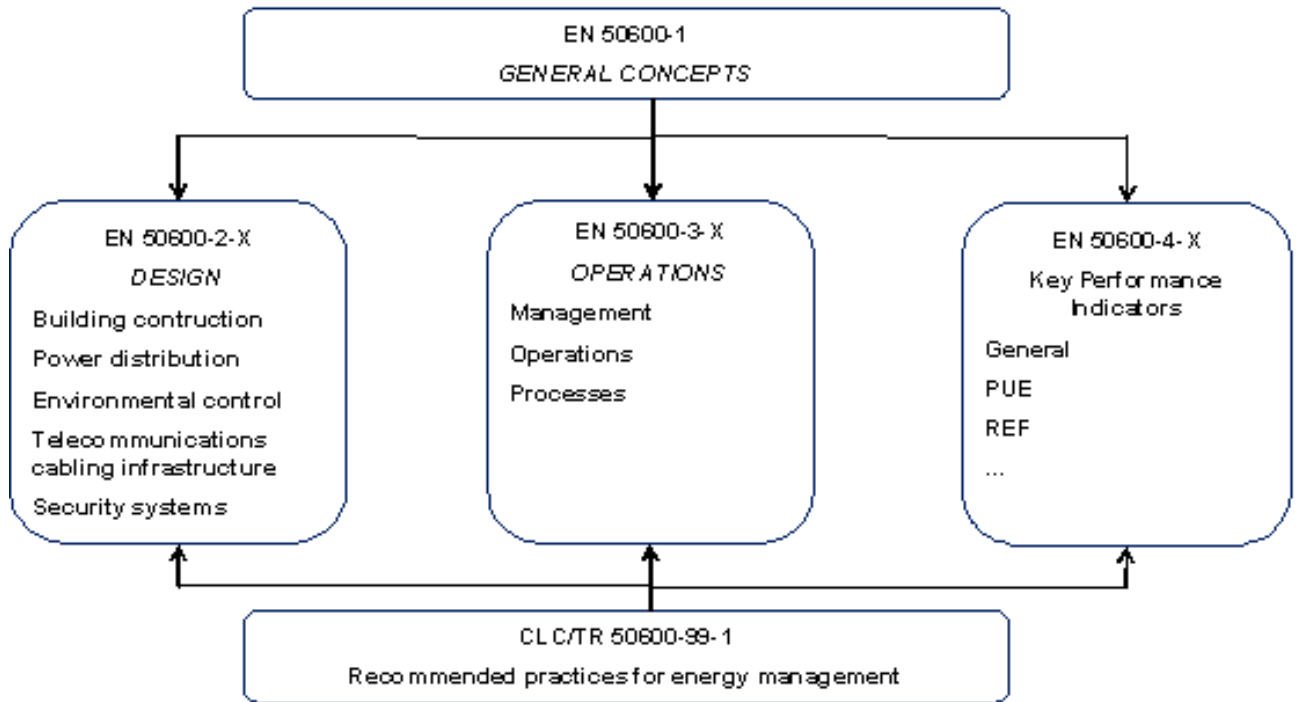 EN 50600-1
GENERAL CONCEPTS
EN 50600-2-X
DESIGN
Building contruction
Power distribution
Environmental control
Telecommunications
cabling infrastructure
Security systems
EN 50600-3-X
OPERATIONS
Management
Operations
Processes
EN 50600-4-X
Key Performance
Indicators
General
PUE
REF
...
CLC/TR 50600-99-1
Recommended practices for energy management